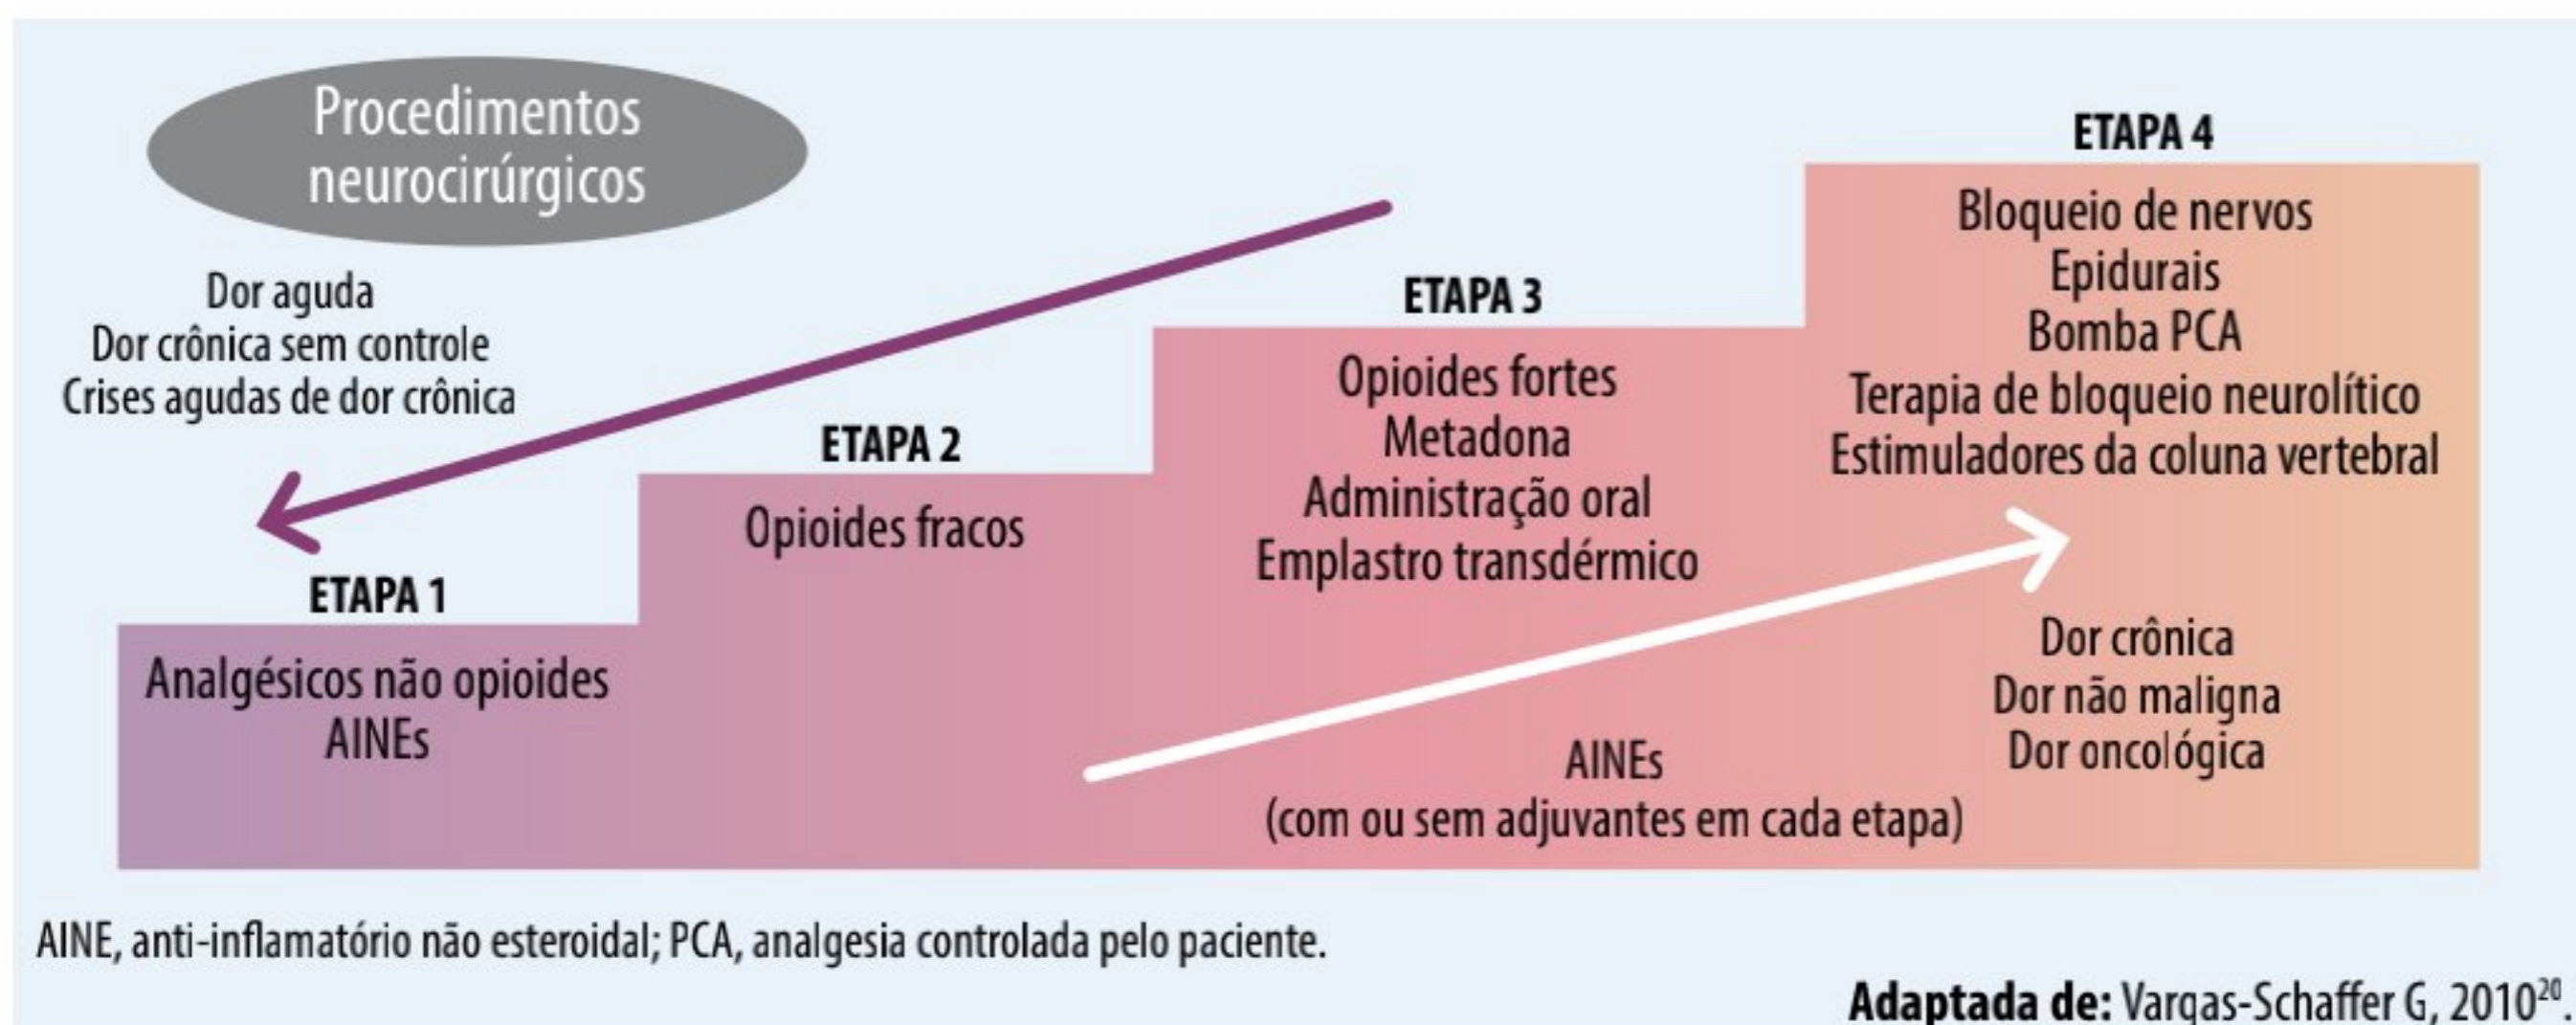 Procedimentos
neurocirúrgicos
Dor aguda
Dor crônica sem controle
Crises agudas de dor crônica
ETAPA 1
Analgésicos não opioides
AINEs
ETAPA 2
Opioides fracos
ETAPA 3
Opioides fortes
Metadona
Administração oral
Emplastro transdérmico
ETAPA 4
Bloqueio de nervos
Epidurais
Bomba PCA
Terapia de bloqueio neurolítico
Estimuladores da coluna vertebral
Dor crônica
Dor não maligna
Dor oncológica
AINEs
(com ou sem adjuvantes em cada etapa)
AINE, anti-inflamatório não esteroidal; PCA, analgesia controlada pelo paciente.
Adaptada de: Vargas-Schaffer G, 2010²⁰.